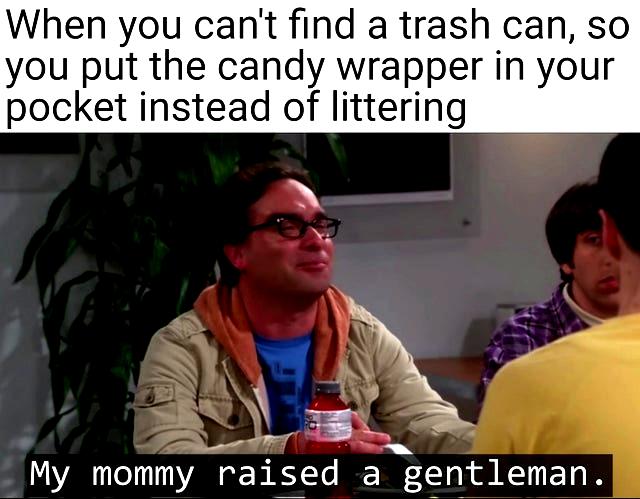 When you can't find a trash can, so
you put the candy wrapper in your
pocket instead of littering
My mommy raised a gentleman.